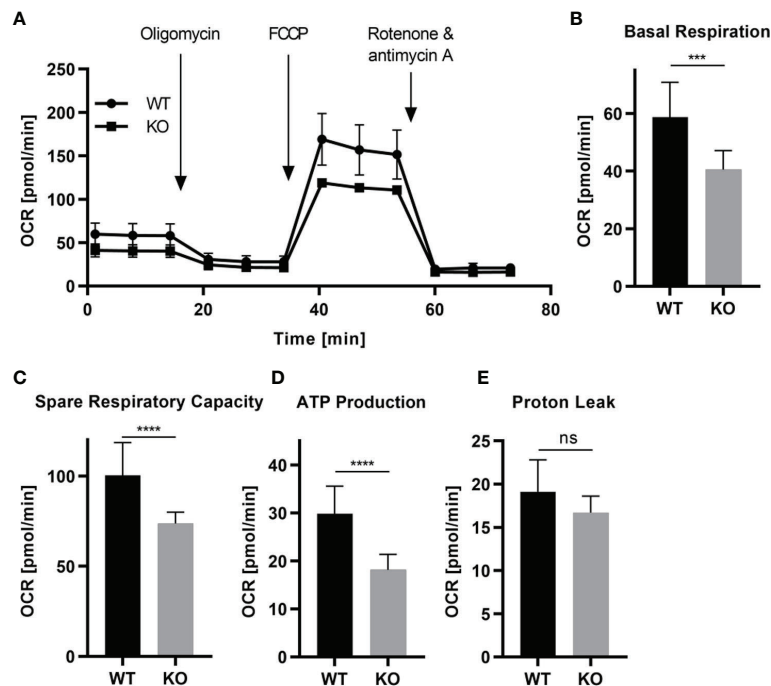 A
Oligomycin
FCCP
Rotenone &
antimycin A
OCR [pmol/min]
250
200
150
100
50
0
WT
KO
0
20
40
60
80
Time [min]
B
Basal Respiration
***
OCR [pmol/min]
60
40
20
0
WT
KO
C
Spare Respiratory Capacity
****
OCR [pmol/min]
100
50
0
WT
KO
D
ATP Production
****
OCR [pmol/min]
40
30
20
10
0
WT
KO
E
Proton Leak
ns
OCR [pmol/min]
25
20
15
10
5
0
WT
KO